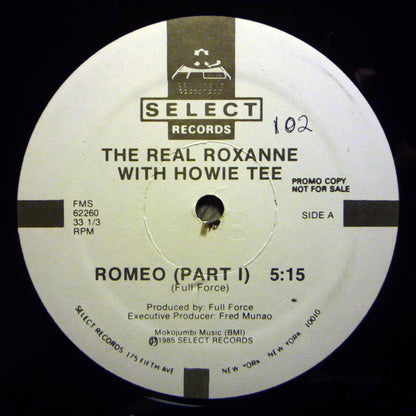 SELECT
RECORDS
102
THE REAL ROXANNE
WITH HOWIE TEE
PROMO COPY
NOT FOR SALE
FMS
62260
33 1/3
RPM
SIDE A
ROMEO (PART I) 5:15
(Full Force)
Produced by: Full Force
Executive Producer: Fred Munao
Mokojumbi Music (BMI)
Ⓟ1985 SELECT RECORDS
SELECT RECORDS 175 FIFTH AVE NEW YORK NEW YORK 10010